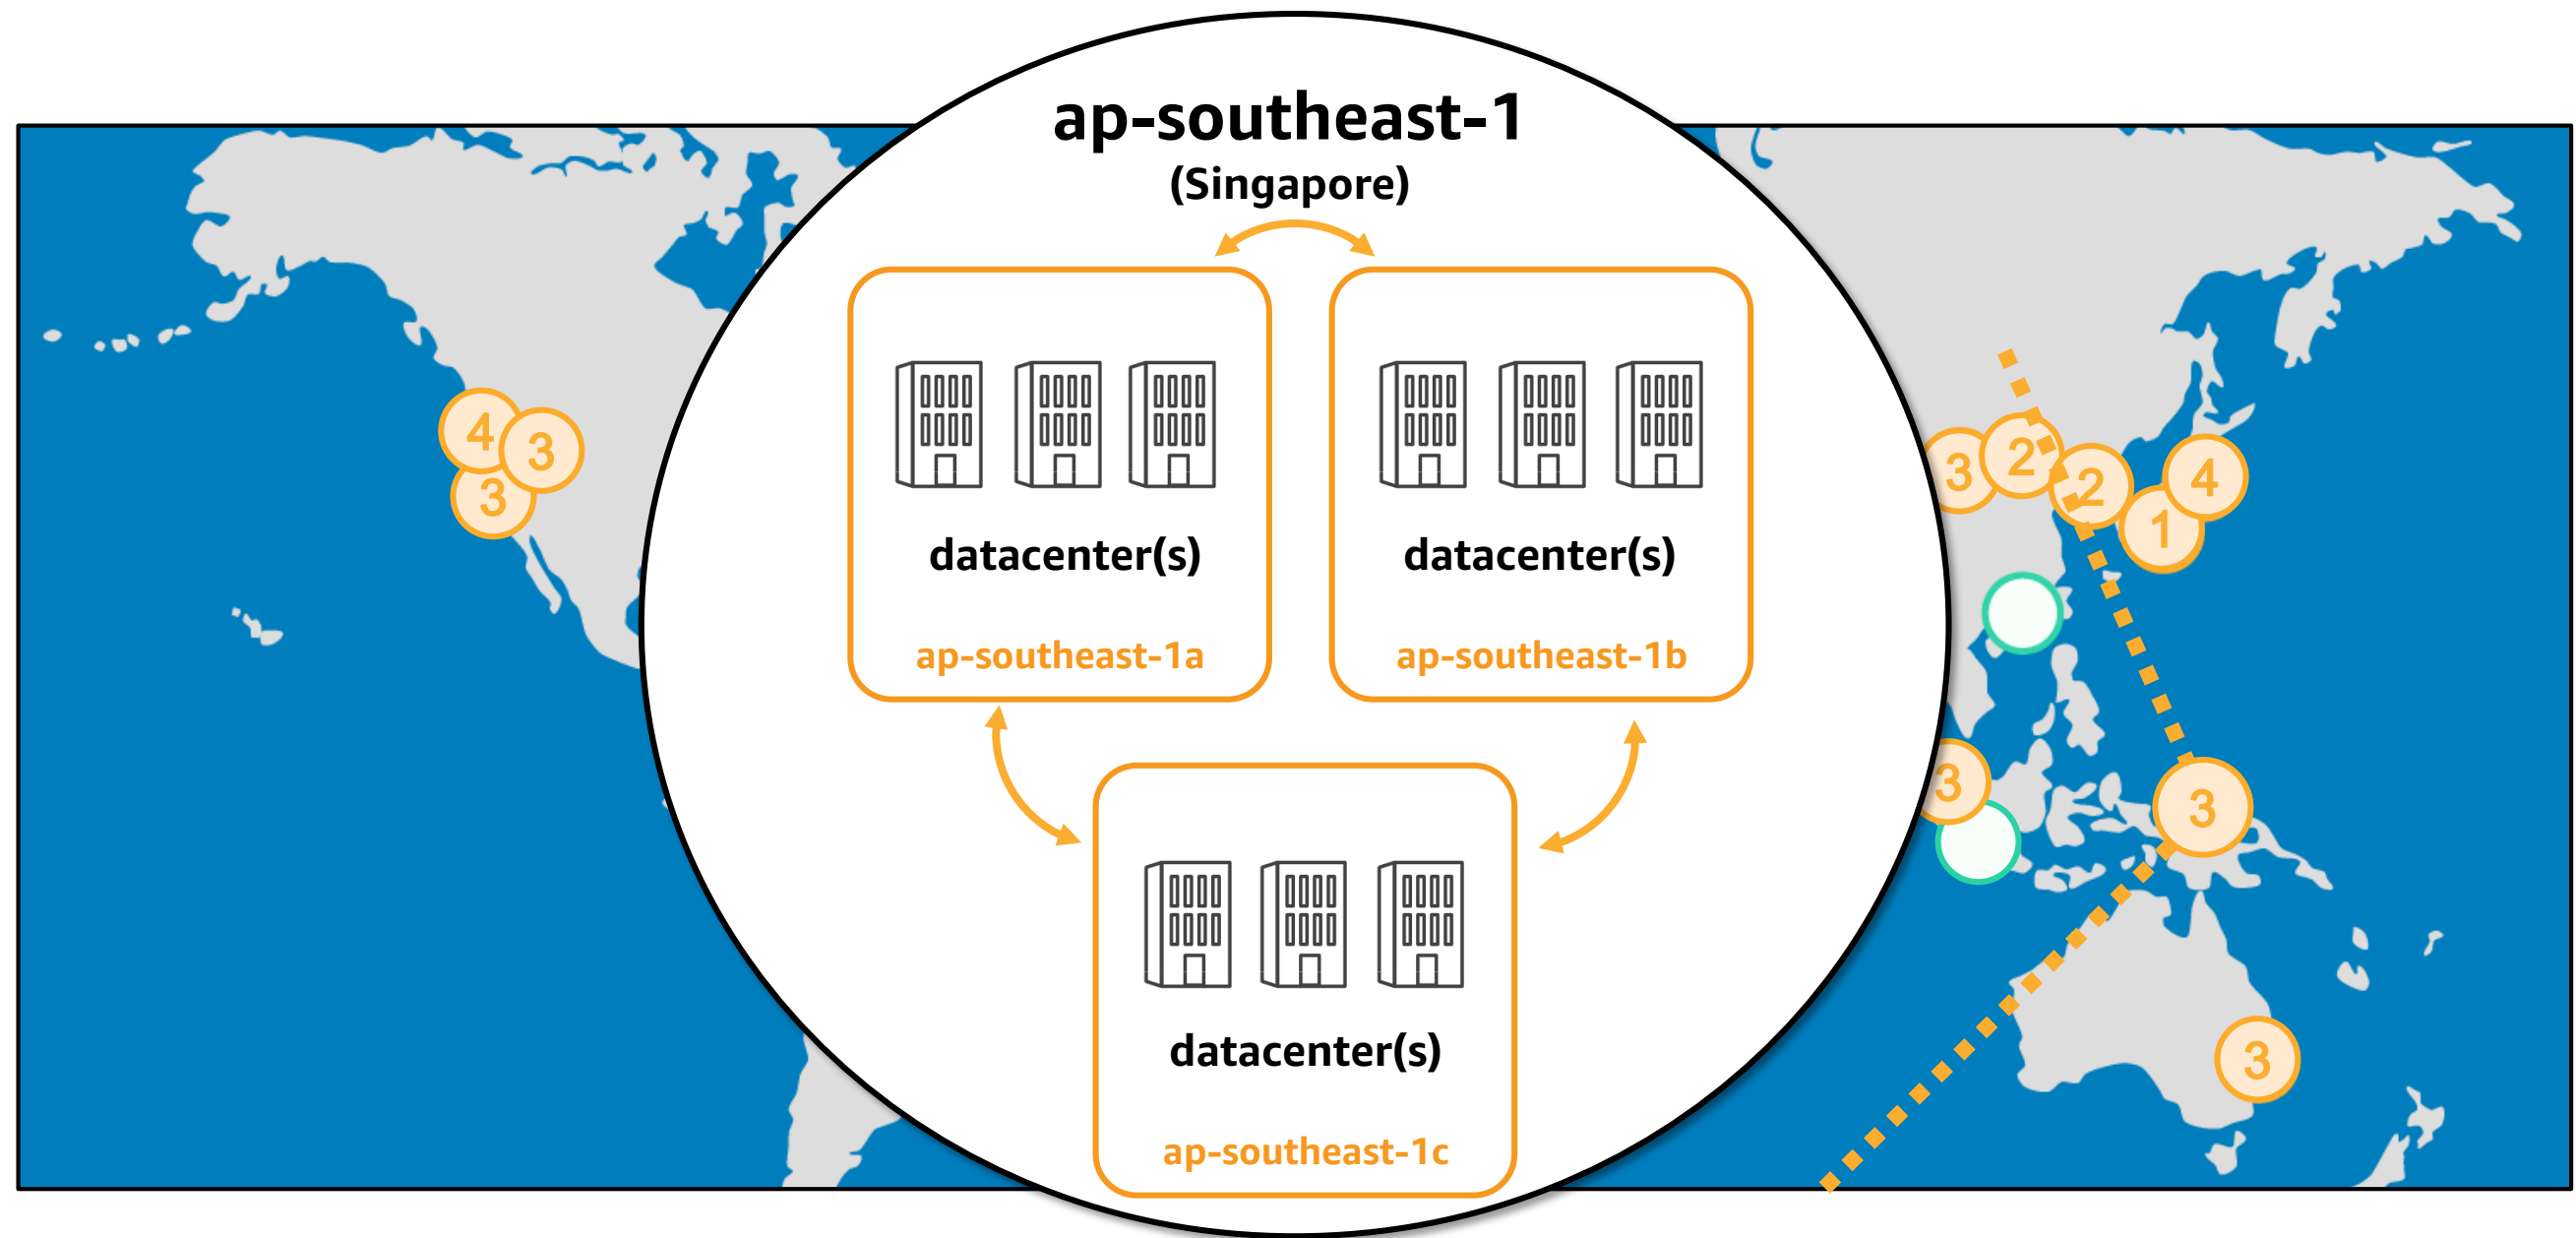 ap-southeast-1
(Singapore)
datacenter(s)
ap-southeast-1a
datacenter(s)
ap-southeast-1b
datacenter(s)
ap-southeast-1c
4
3
3
3
2
2
4
1
3
3
3